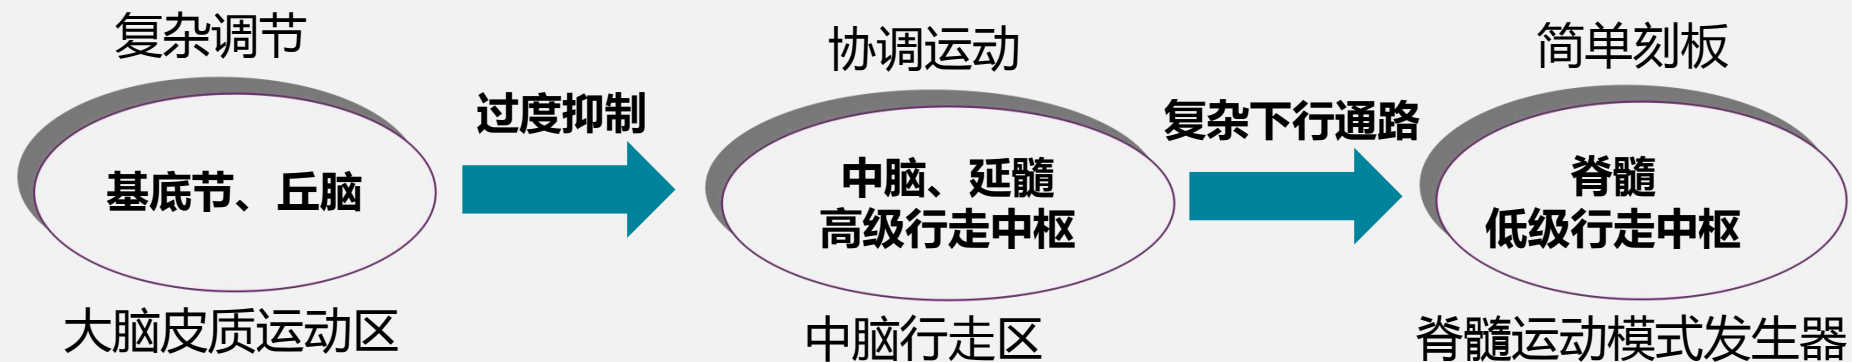 复杂调节
协调运动
简单刻板
过度抑制
复杂下行通路
基底节、丘脑
中脑、延髓
高级行走中枢
脊髓
低级行走中枢
大脑皮质运动区
中脑行走区
脊髓运动模式发生器